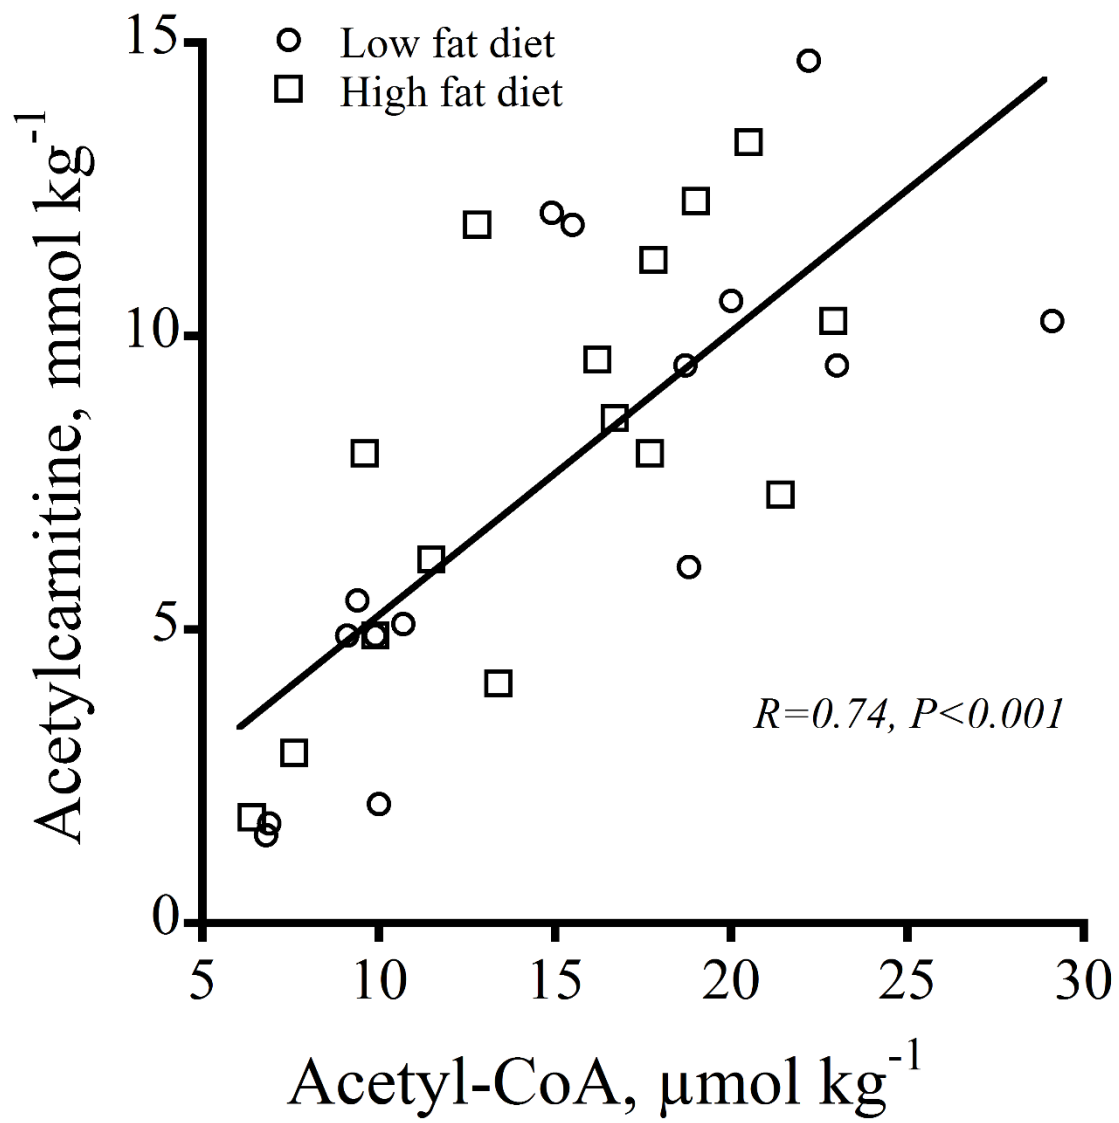 15
Low fat diet
High fat diet
10
5
0
Acetylcarnitine, mmol kg⁻¹
R=0.74, P<0.001
5 10 15 20 25 30
Acetyl-CoA, µmol kg⁻¹